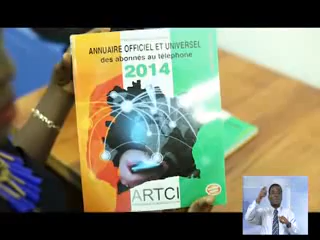 ANNUAIRE OFFICIEL ET UNIVERSEL
des abonnés au téléphone
2014
ARTCI